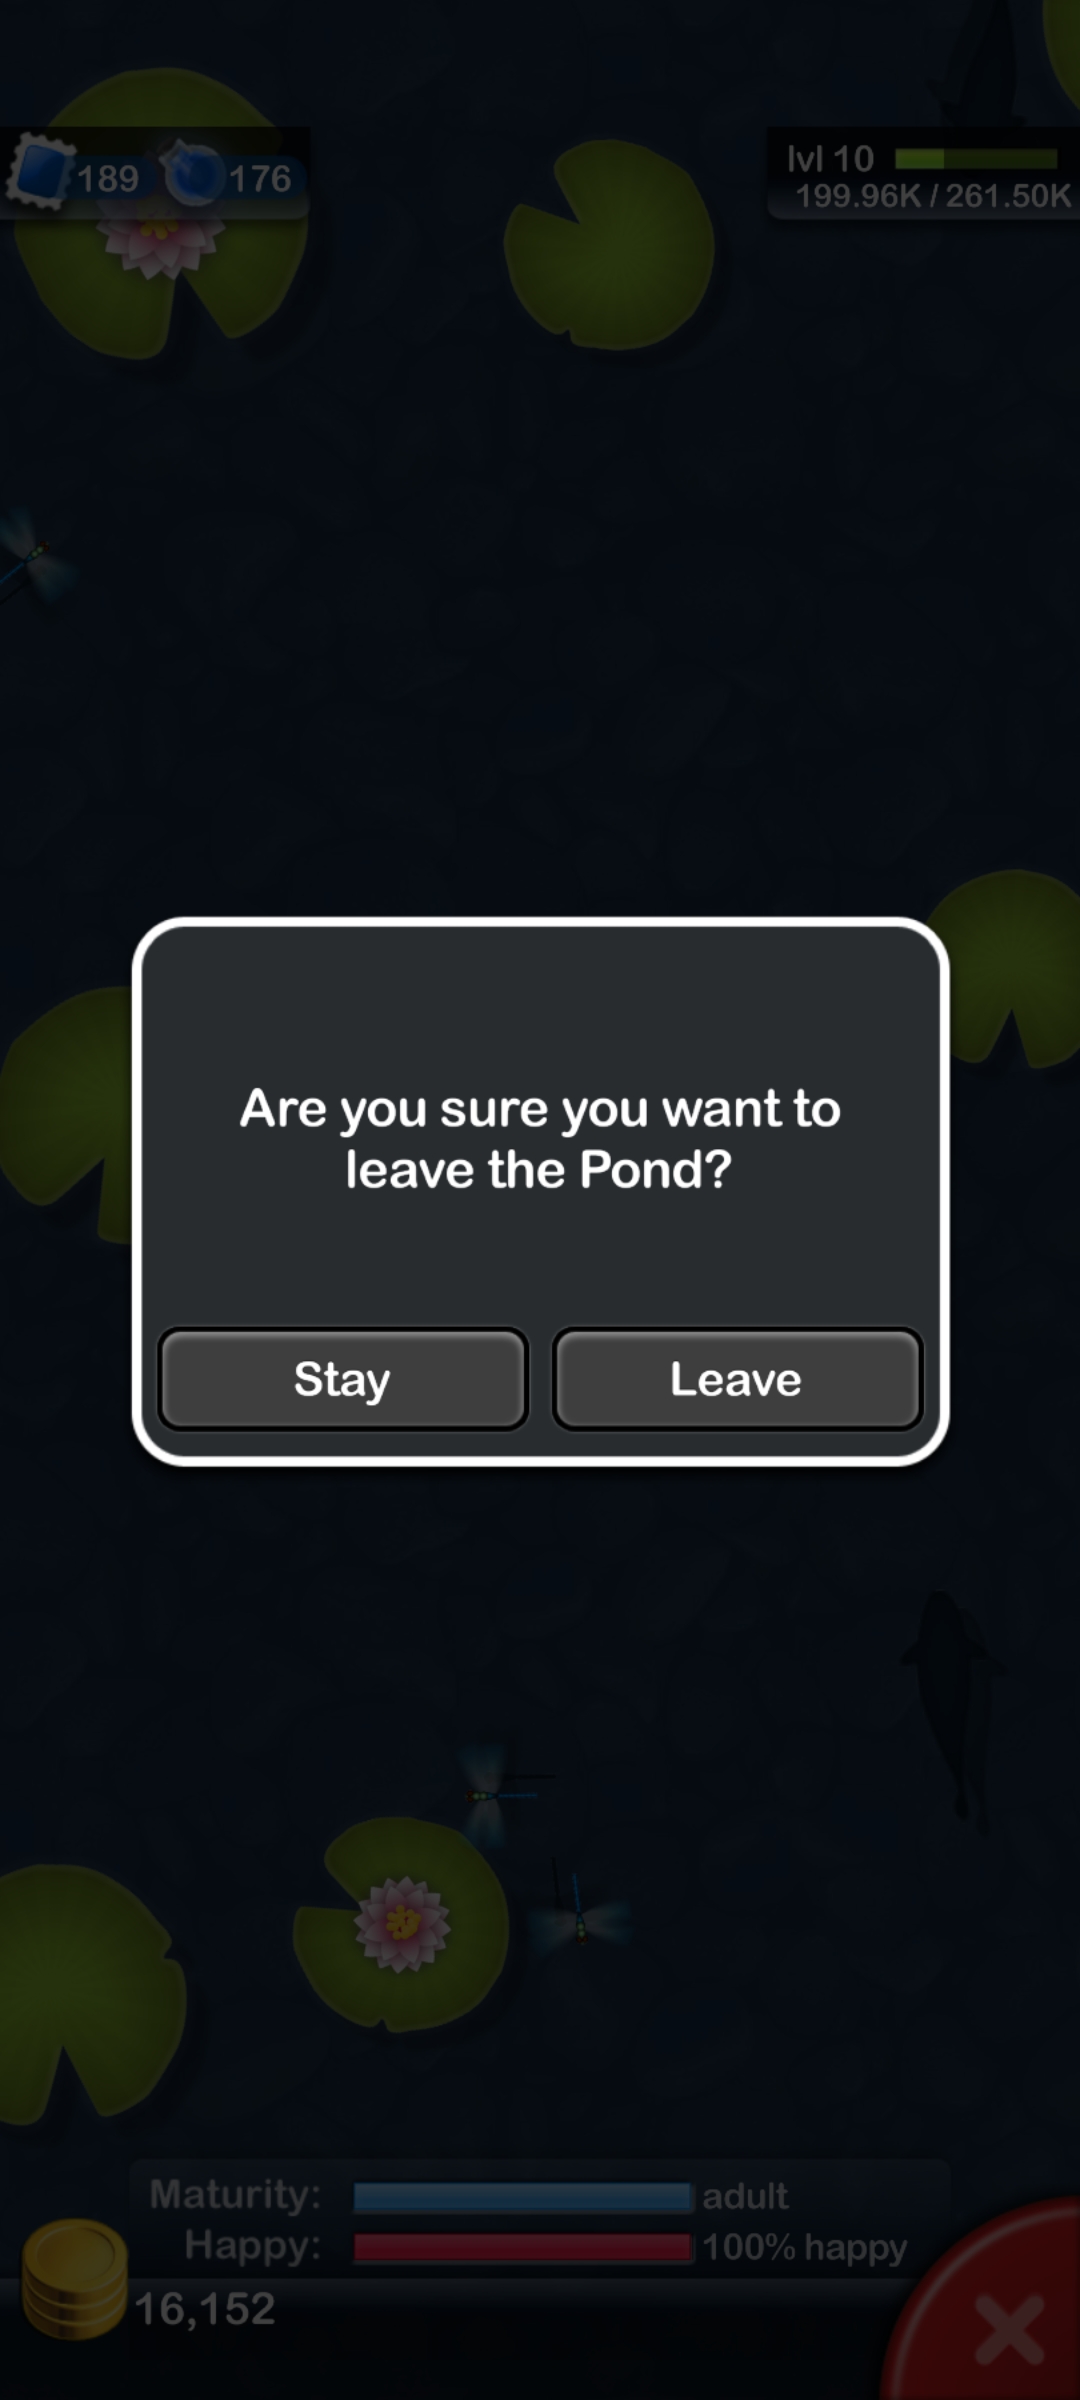 189 176
lvl 10
199.96K / 261.50K
Are you sure you want to
leave the Pond?
Stay Leave
Maturity: adult
Happy: 100% happy
16,152